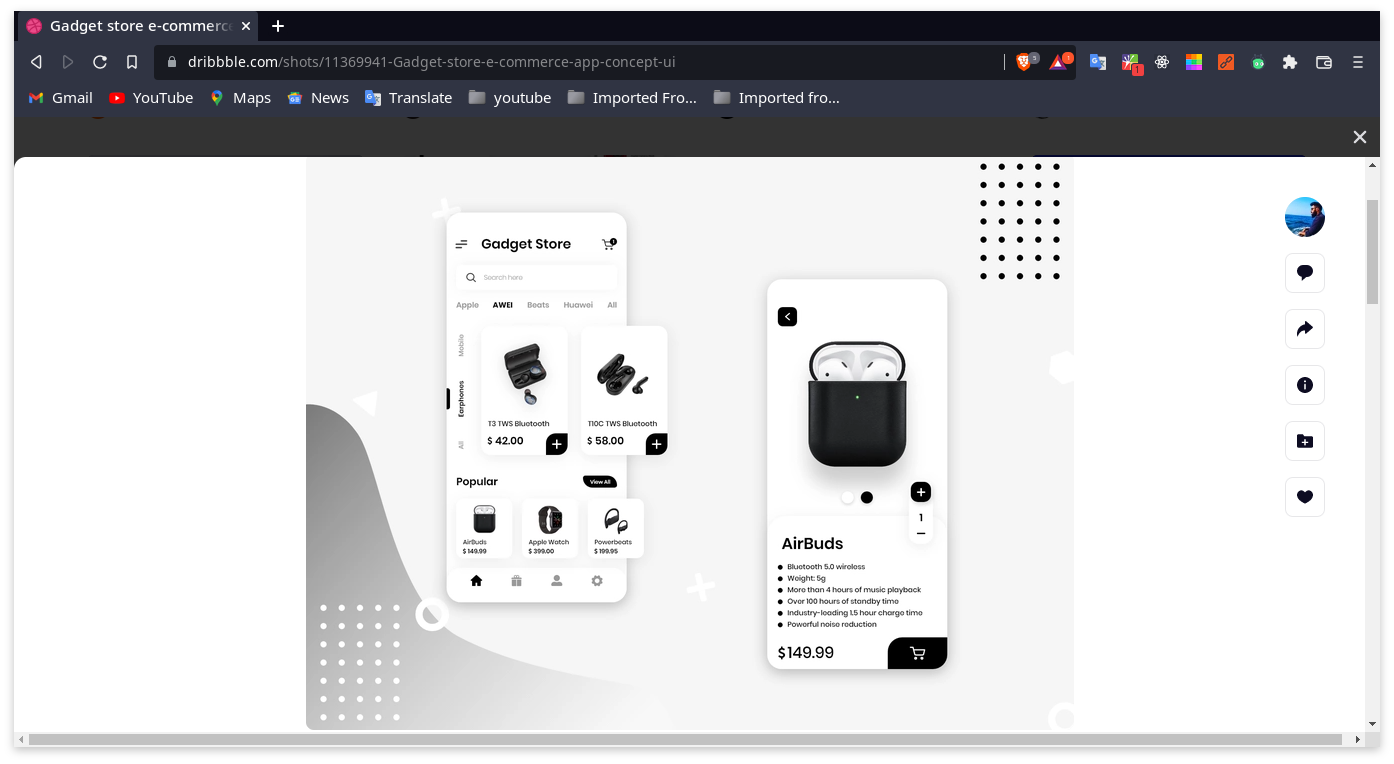 Gadget store e-commerc
dribbble.com/shots/11369941-Gadget-store-e-commerce-app-concept-ui
Gmail YouTube Maps News Translate youtube Imported Fro... Imported fro...
Gadget Store
Search here
Apple AWEI Beats Huawei All
Mobile
Earphones
All
T3 TWS Bluetooth
$ 42.00
T10C TWS Bluetooth
$ 58.00
Popular View All
AirBuds
$ 149.99
Apple Watch
$ 399.00
Powerbeats
$ 199.95
1
AirBuds
Bluetooth 5.0 wireless
Weight: 5g
More than 4 hours of music playback
Over 100 hours of standby time
Industry-leading 1.5 hour charge time
Powerful noise reduction
$149.99